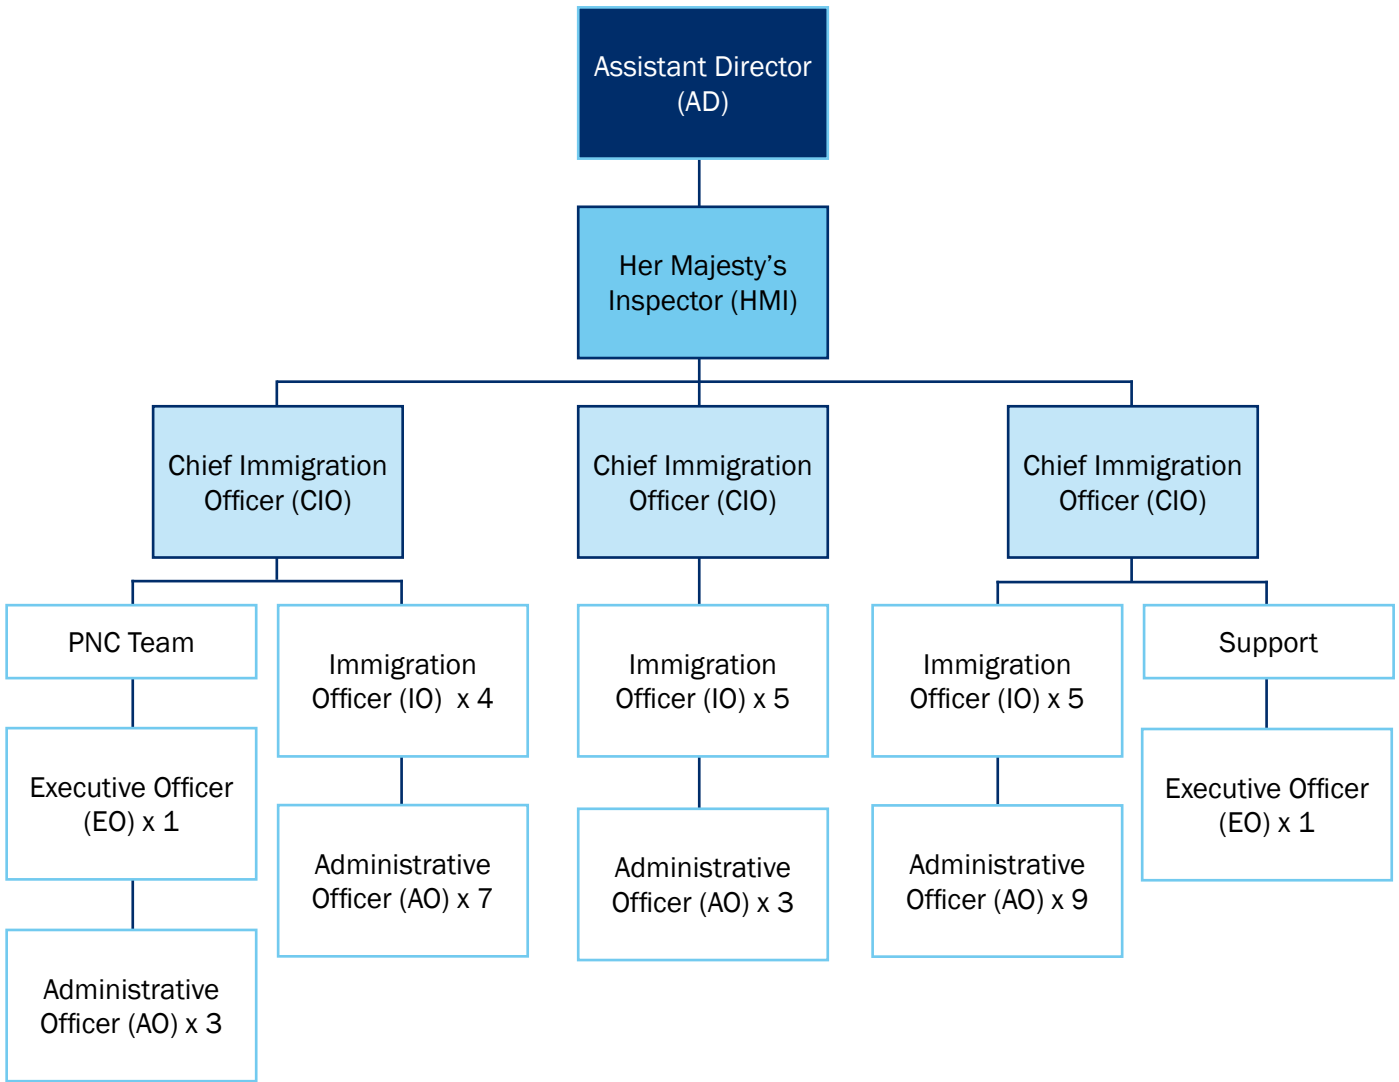 Assistant Director
(AD)
Her Majesty’s
Inspector (HMI)
Chief Immigration
Officer (CIO)
Chief Immigration
Officer (CIO)
Chief Immigration
Officer (CIO)
PNC Team
Immigration
Officer (IO)  x 4
Immigration
Officer (IO) x 5
Immigration
Officer (IO) x 5
Support
Executive Officer
(EO) x 1
Administrative
Officer (AO) x 7
Administrative
Officer (AO) x 3
Administrative
Officer (AO) x 9
Executive Officer
(EO) x 1
Administrative
Officer (AO) x 3